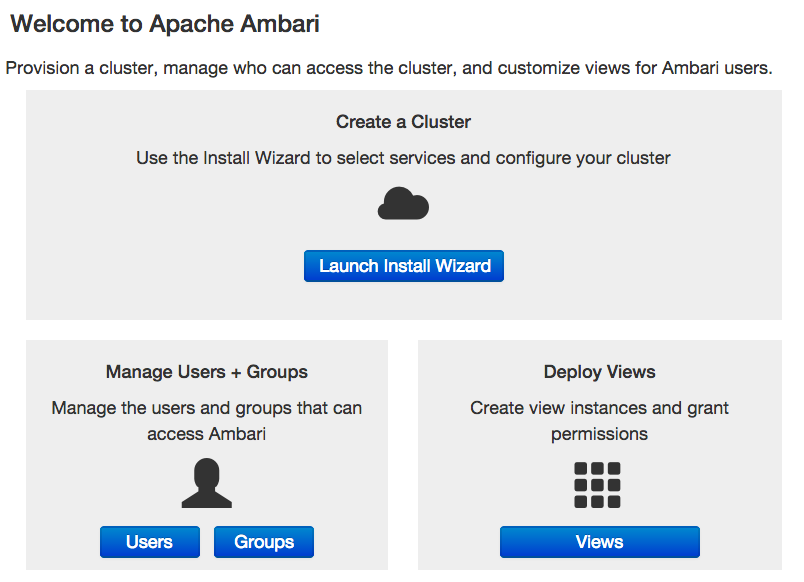 Welcome to Apache Ambari
Provision a cluster, manage who can access the cluster, and customize views for Ambari users.
Create a Cluster
Use the Install Wizard to select services and configure your cluster
Launch Install Wizard
Manage Users + Groups
Manage the users and groups that can
access Ambari
Users
Groups
Deploy Views
Create view instances and grant
permissions
Views